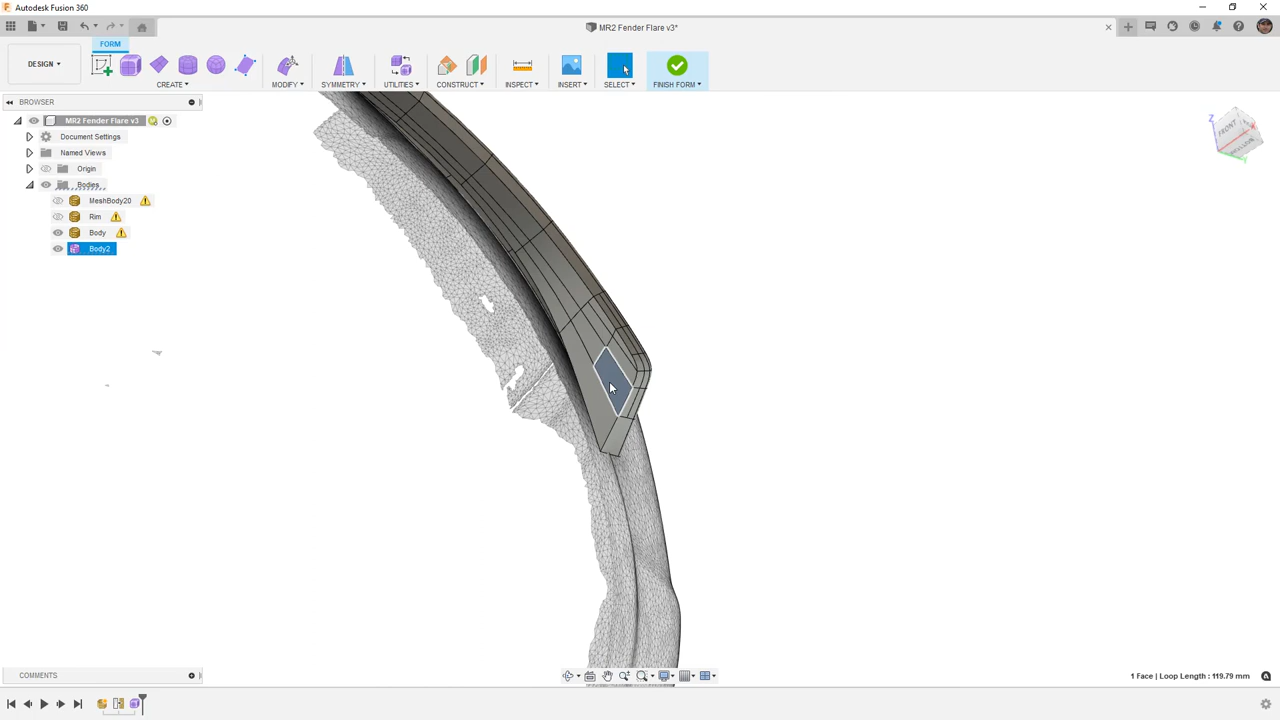 Autodesk Fusion 360
MR2 Fender Flare v3*
FORM
DESIGN
CREATE
MODIFY
SYMMETRY
UTILITIES
CONSTRUCT
INSPECT
INSERT
SELECT
FINISH FORM
BROWSER
MR2 Fender Flare v3
Document Settings
Named Views
Origin
Bodies
MeshBody20
Rim
Body
Body2
Z
FRONT
COMMENTS
1 Face | Loop Length : 119.79 mm